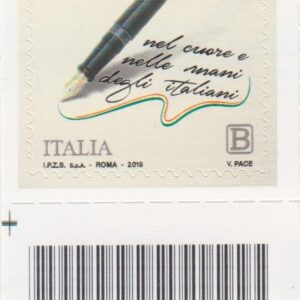 nel cuore e
nelle mani
degli italiani
ITALIA
B
I.P.Z.S. S.p.A. - ROMA - 2019
V. PACE